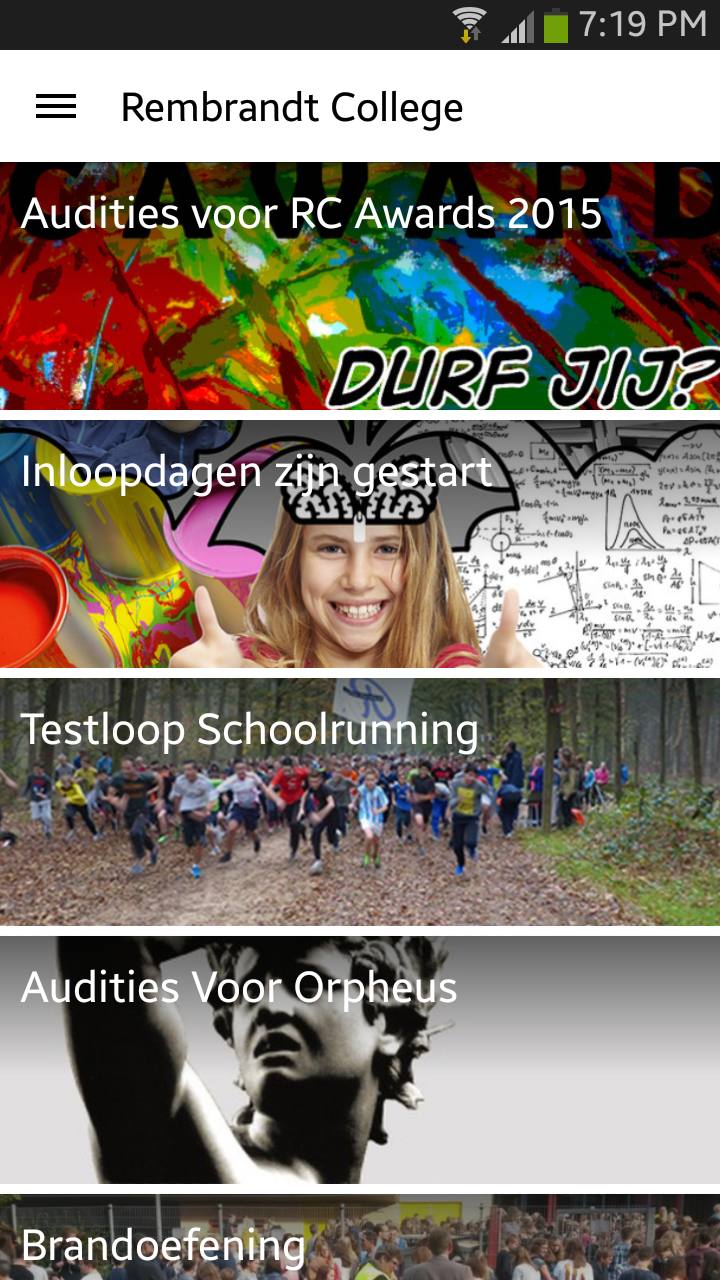 7:19 PM
Rembrandt College
AWARD
Audities voor RC Awards 2015
DURF JIJ?
Inloopdagen zijn gestart
Testloop Schoolrunning
Audities Voor Orpheus
Brandoefening